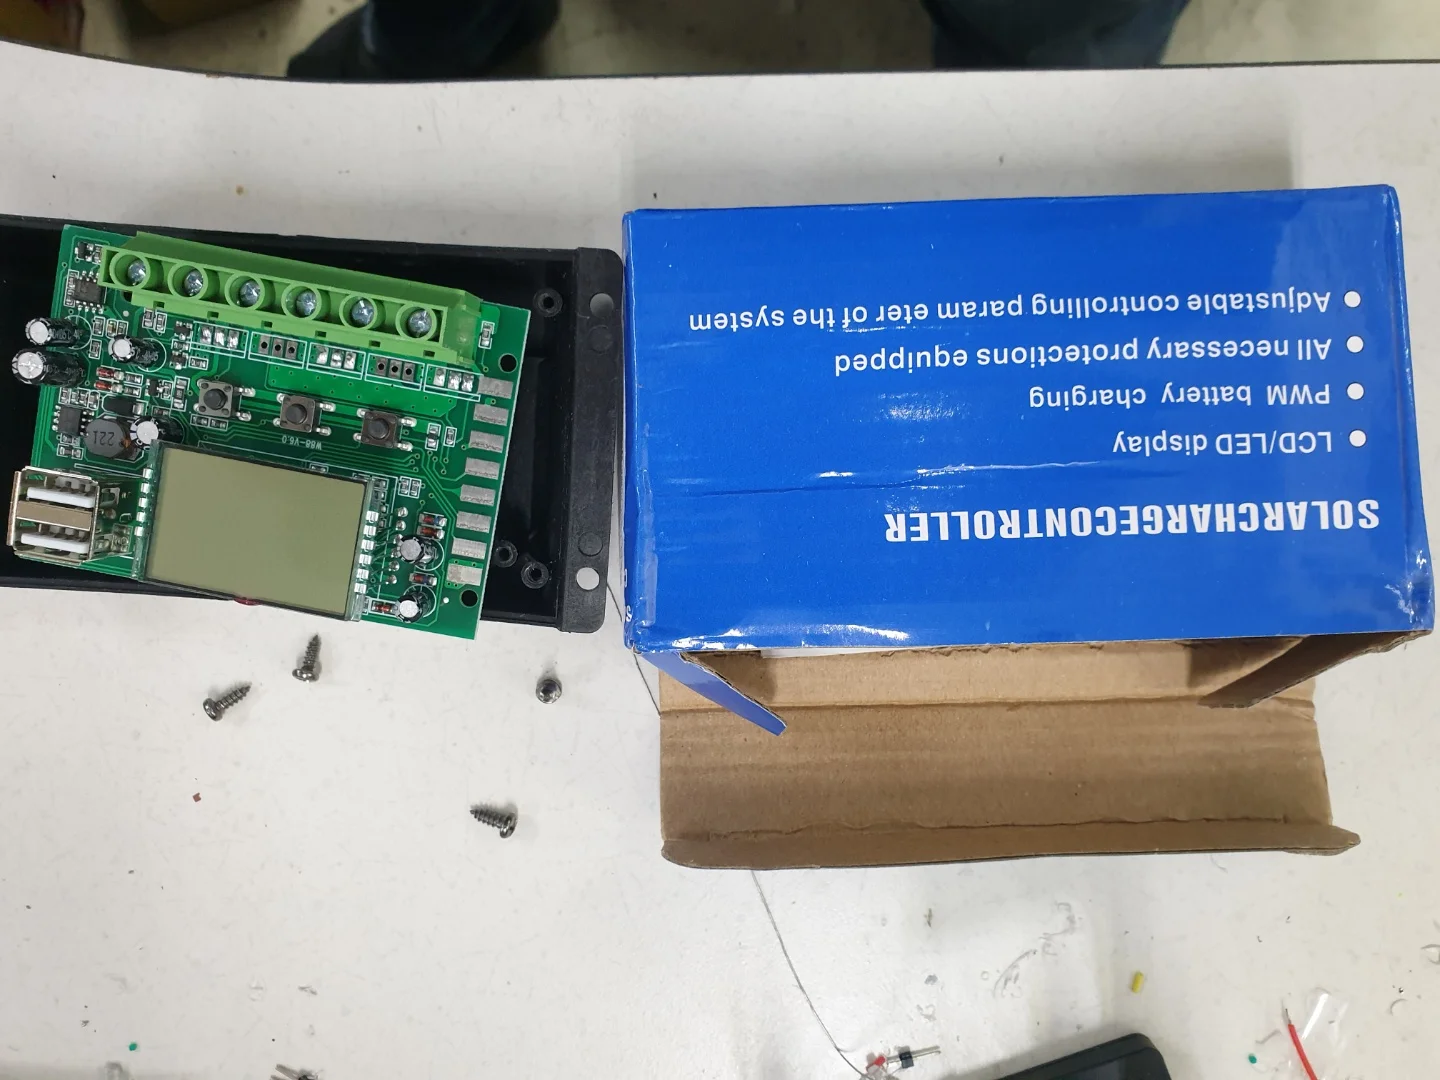 SOLARCHARGECONTROLLER
LCD/LED display
PWM battery charging
All necessary protections equipped
Adjustable controlling param eter of the system
W88-V6.0
221